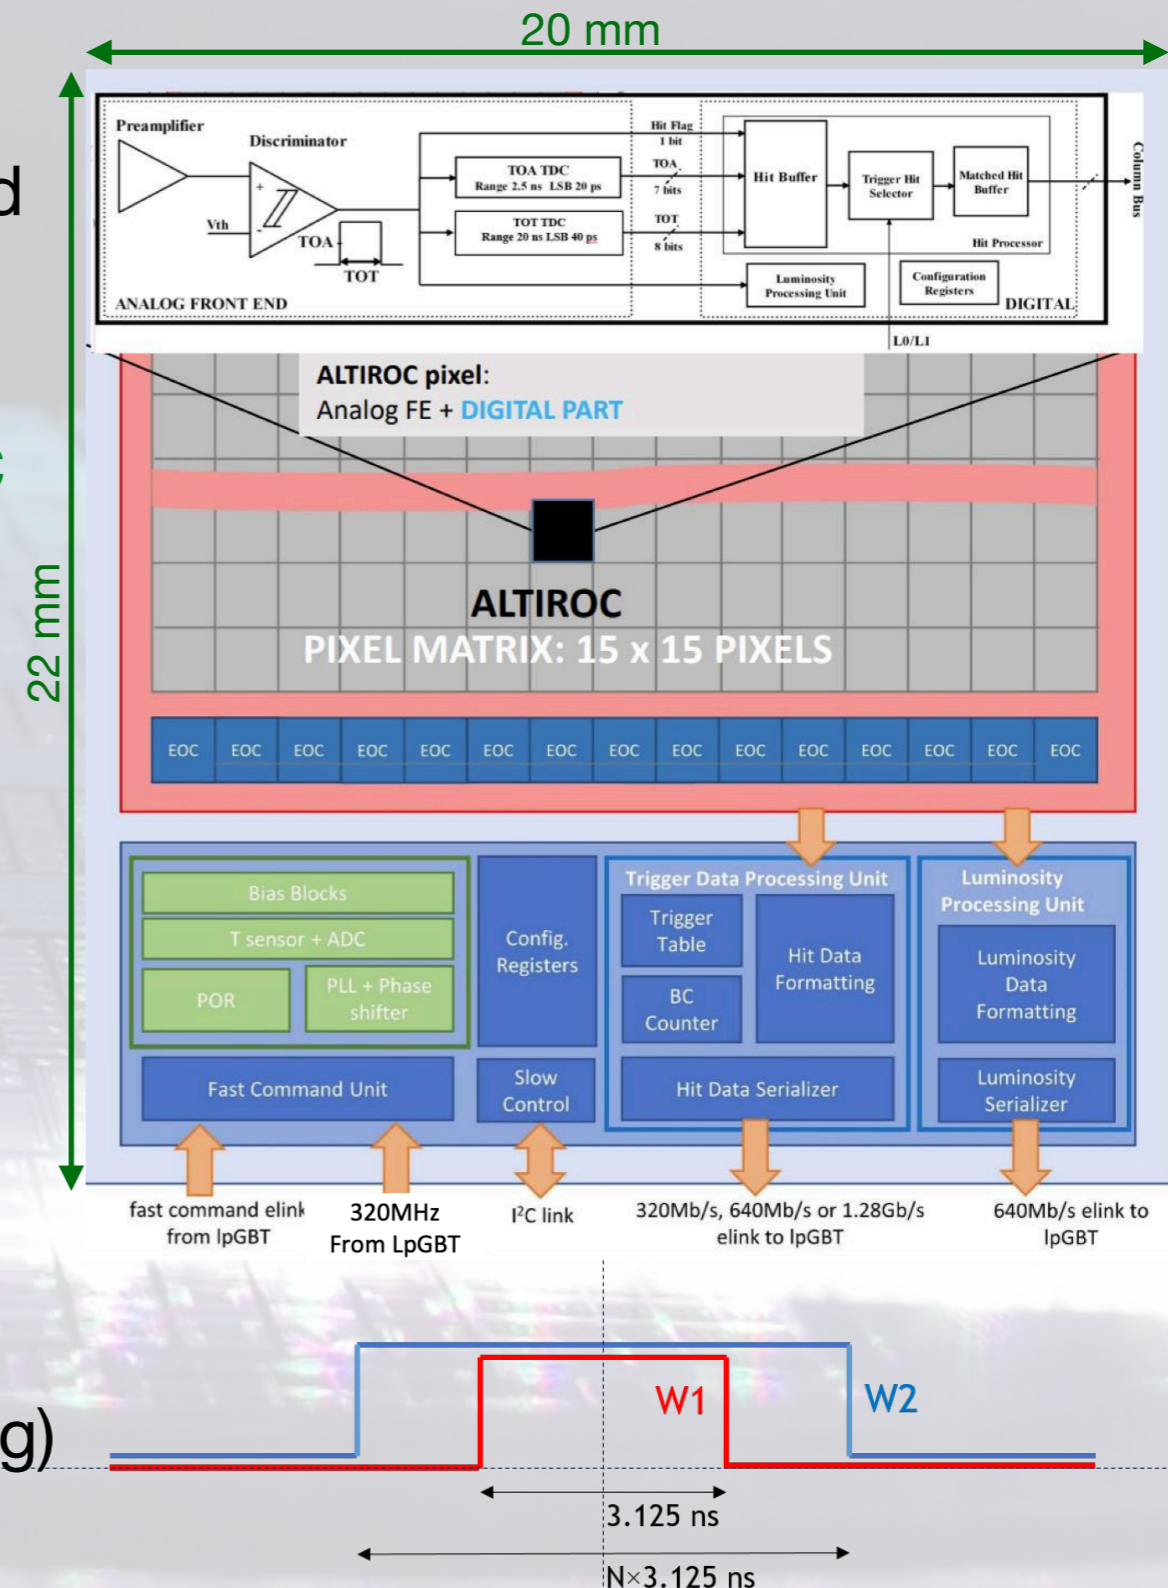 20 mm
22 mm
d
C
g)
Preamplifier
Discriminator
Vth
+
-
TOA
TOT
ANALOG FRONT END
TOA TDC
Range 2.5 ns LSB 20 ps
TOT TDC
Range 20 ns LSB 40 ps
Hit Flag
1 bit
TOA
7 bits
TOT
8 bits
Hit Buffer
Trigger Hit
Selector
Matched Hit
Buffer
Hit Processor
Luminosity
Processing Unit
Configuration
Registers
DIGITAL
Column Bus
L0/L1
ALTIROC pixel:
Analog FE + DIGITAL PART
ALTIROC
PIXEL MATRIX: 15 x 15 PIXELS
EOC EOC EOC EOC EOC EOC EOC EOC EOC EOC EOC EOC EOC EOC EOC
Bias Blocks
T sensor + ADC
POR
PLL + Phase
shifter
Fast Command Unit
Config.
Registers
Slow
Control
Trigger Data Processing Unit
Trigger
Table
BC
Counter
Hit Data
Formatting
Hit Data Serializer
Luminosity
Processing Unit
Luminosity
Data
Formatting
Luminosity
Serializer
fast command elink
from lpGBT
320MHz
From LpGBT
I²C link
320Mb/s, 640Mb/s or 1.28Gb/s
elink to lpGBT
640Mb/s elink to
lpGBT
W1
W2
3.125 ns
N×3.125 ns